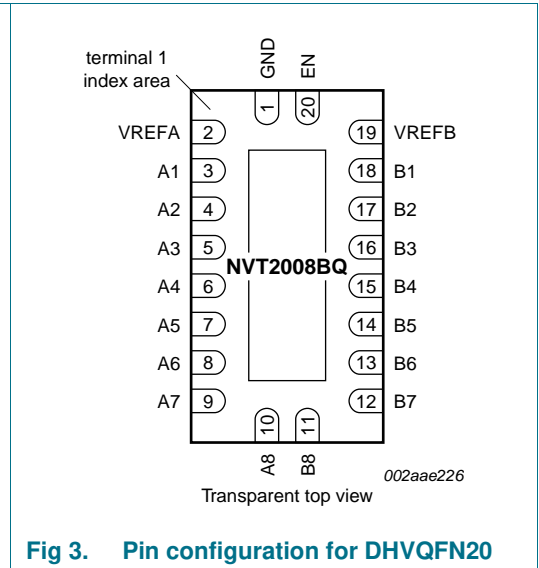 terminal 1
index area
GND
EN
1
20
VREFA 2 19 VREFB
A1 3 18 B1
A2 4 17 B2
A3 5 16 B3
NVT2008BQ
A4 6 15 B4
A5 7 14 B5
A6 8 13 B6
A7 9 12 B7
10
11
A8
B8
002aae226
Transparent top view
Fig 3. Pin configuration for DHVQFN20